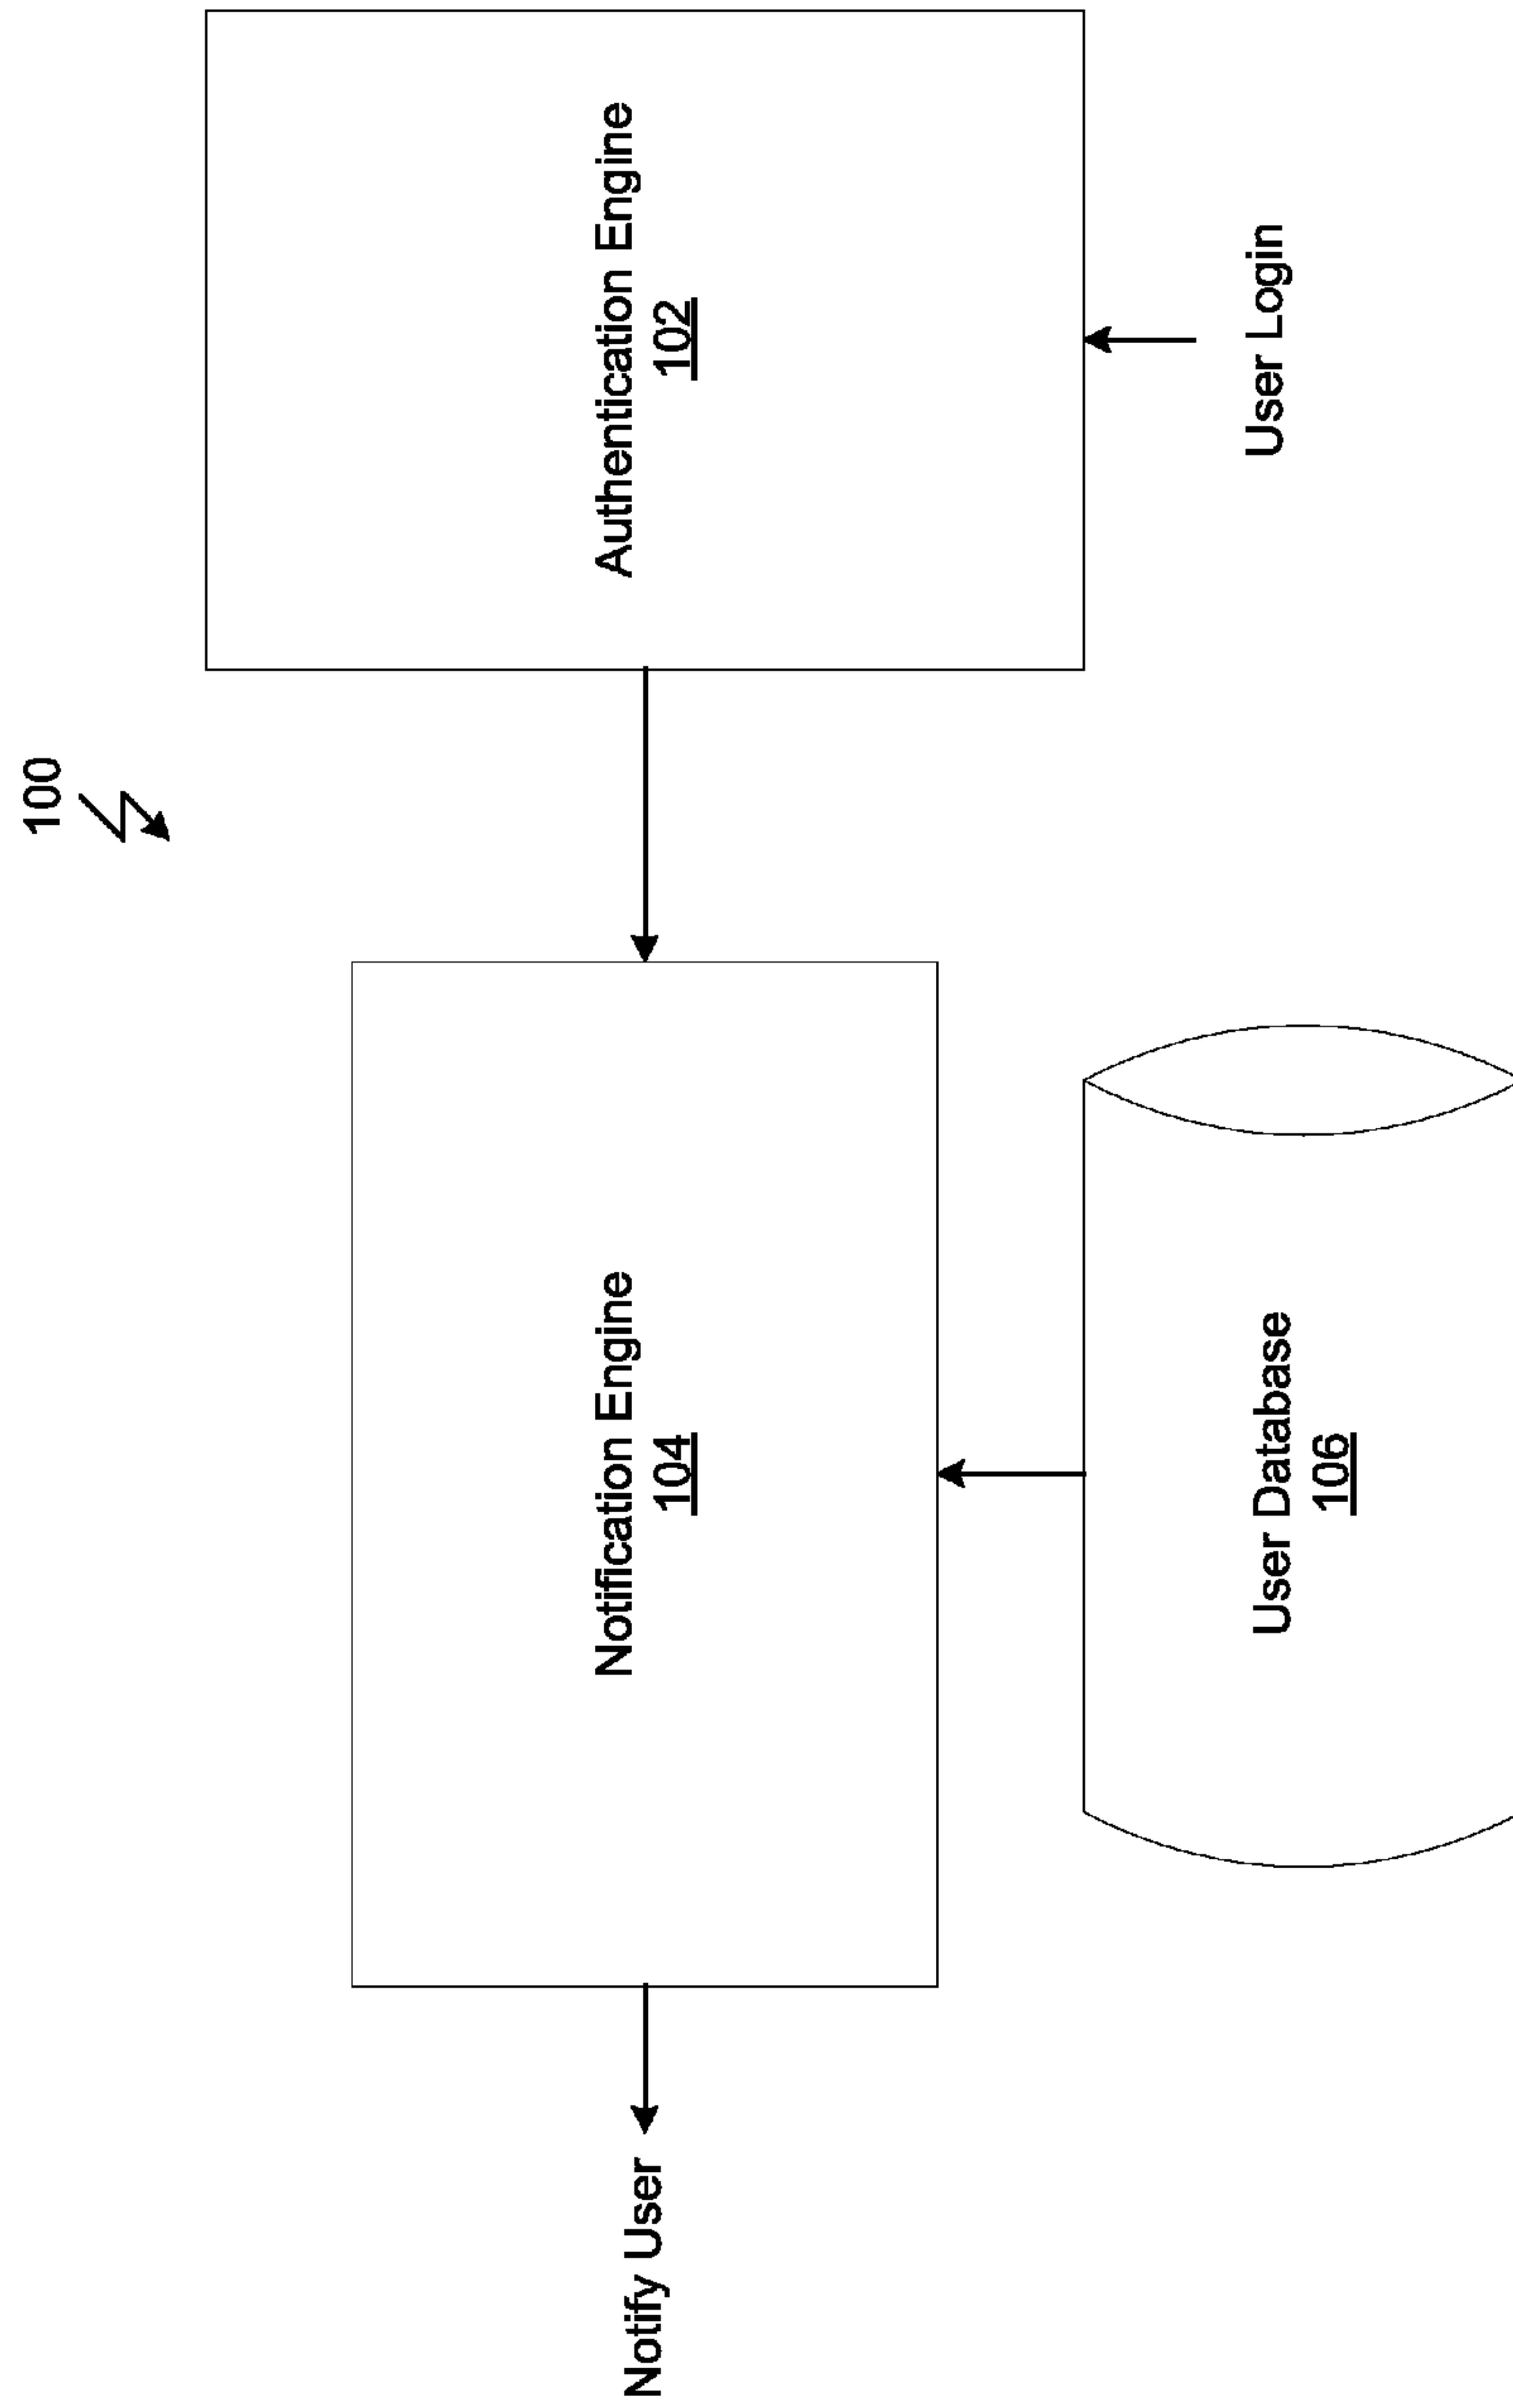 100
Authentication Engine
102
User Login
Notification Engine
104
User Database
106
Notify User